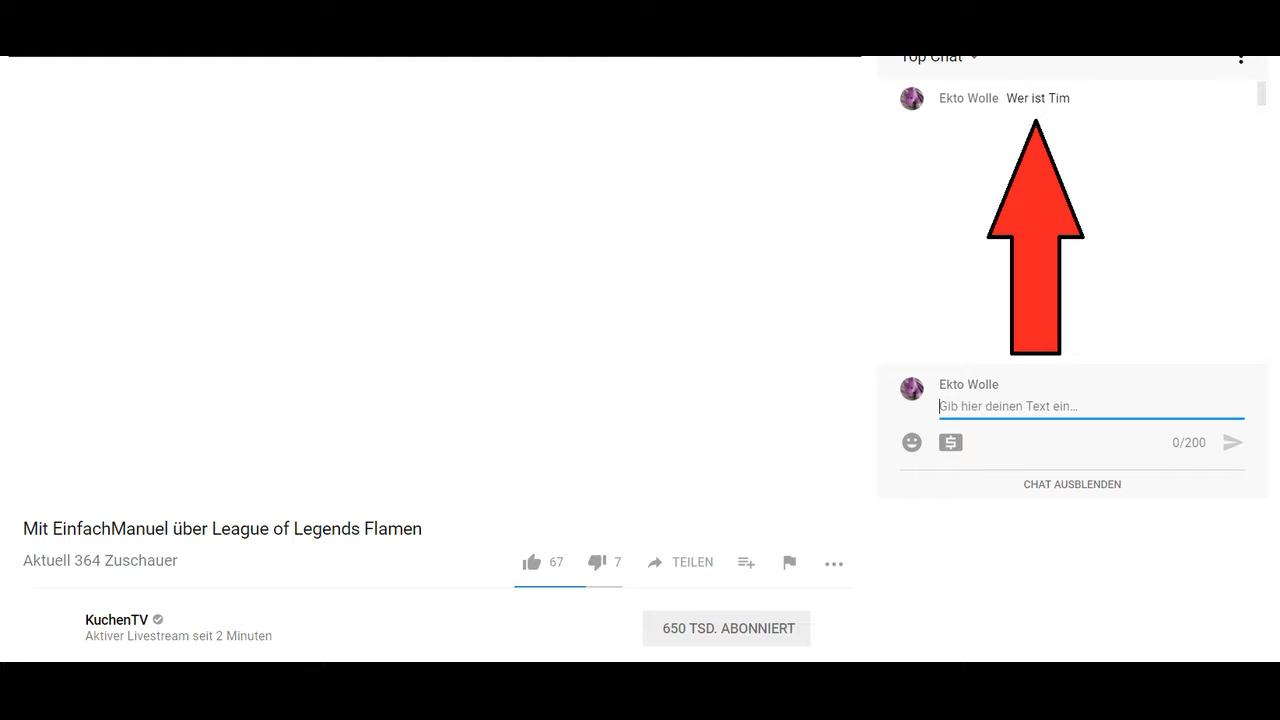 Top Chat
Ekto Wolle Wer ist Tim
Ekto Wolle
Gib hier deinen Text ein...
0/200
CHAT AUSBLENDEN
Mit EinfachManuel über League of Legends Flamen
Aktuell 364 Zuschauer
67 7 TEILEN
KuchenTV
Aktiver Livestream seit 2 Minuten
650 TSD. ABONNIERT